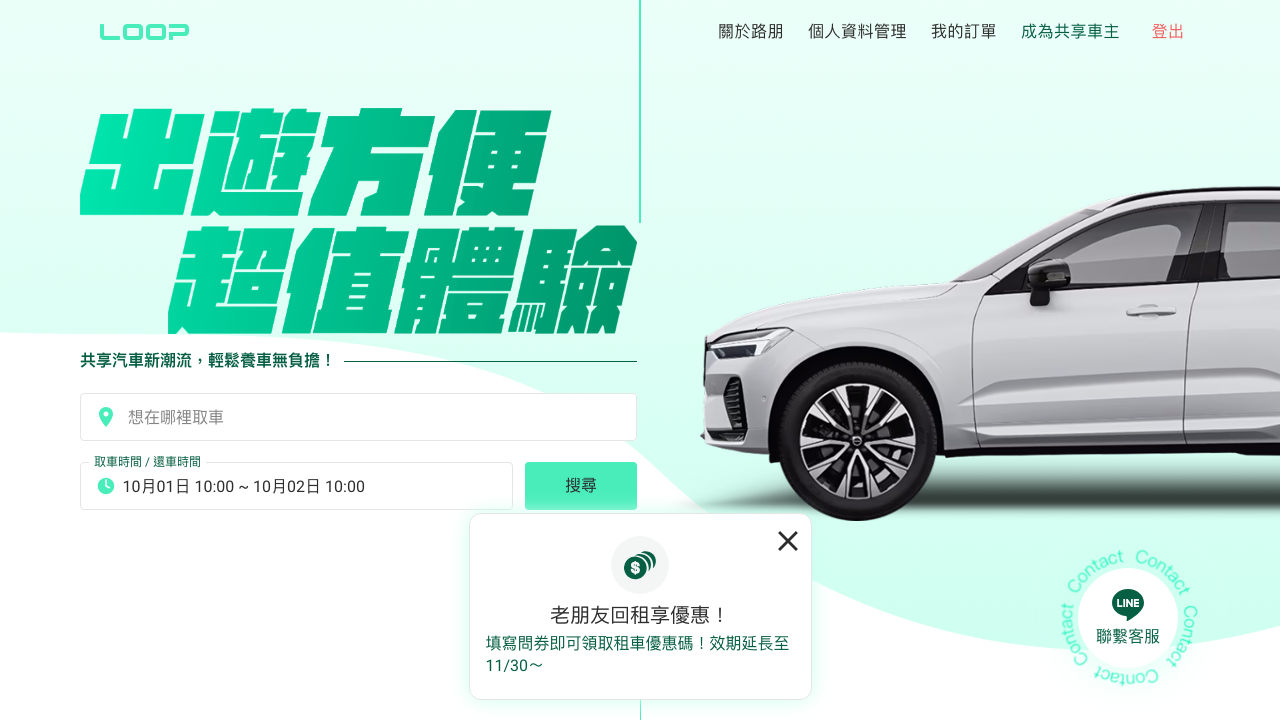 LOOP
關於路朋 個人資料管理 我的訂單 成為共享車主 登出
出遊方便
超值體驗
共享汽車新潮流，輕鬆養車無負擔！
想在哪裡取車
取車時間 / 還車時間
10月01日 10:00 ~ 10月02日 10:00
搜尋
老朋友回租享優惠！
填寫問券即可領取租車優惠碼！效期延長至
11/30～
LINE
聯繫客服
Contact Contact Contact Contact Contact Contact